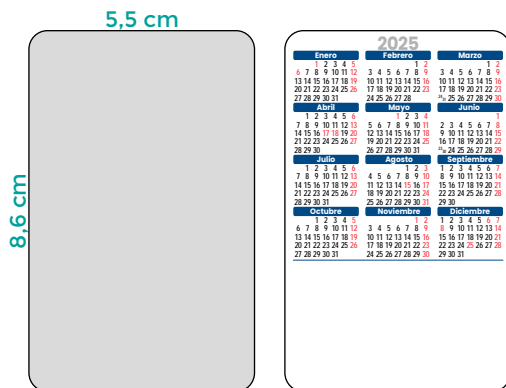 5,5 cm
8,6 cm
2025
Enero
1 2 3 4 5
6 7 8 9 10 11 12
13 14 15 16 17 18 19
20 21 22 23 24 25 26
27 28 29 30 31
Febrero
1 2
3 4 5 6 7 8 9
10 11 12 13 14 15 16
17 18 19 20 21 22 23
24 25 26 27 28
Marzo
1 2
3 4 5 6 7 8 9
10 11 12 13 14 15 16
17 18 19 20 21 22 23
24/31 25 26 27 28 29 30
Abril
1 2 3 4 5 6
7 8 9 10 11 12 13
14 15 16 17 18 19 20
21 22 23 24 25 26 27
28 29 30
Mayo
1 2 3 4
5 6 7 8 9 10 11
12 13 14 15 16 17 18
19 20 21 22 23 24 25
26 27 28 29 30 31
Junio
1
2 3 4 5 6 7 8
9 10 11 12 13 14 15
16 17 18 19 20 21 22
23/30 24 25 26 27 28 29
Julio
1 2 3 4 5 6
7 8 9 10 11 12 13
14 15 16 17 18 19 20
21 22 23 24 25 26 27
28 29 30 31
Agosto
1 2 3
4 5 6 7 8 9 10
11 12 13 14 15 16 17
18 19 20 21 22 23 24
25 26 27 28 29 30 31
Septiembre
1 2 3 4 5 6 7
8 9 10 11 12 13 14
15 16 17 18 19 20 21
22 23 24 25 26 27 28
29 30
Octubre
1 2 3 4 5
6 7 8 9 10 11 12
13 14 15 16 17 18 19
20 21 22 23 24 25 26
27 28 29 30 31
Noviembre
1 2
3 4 5 6 7 8 9
10 11 12 13 14 15 16
17 18 19 20 21 22 23
24 25 26 27 28 29 30
Diciembre
1 2 3 4 5 6 7
8 9 10 11 12 13 14
15 16 17 18 19 20 21
22 23 24 25 26 27 28
29 30 31